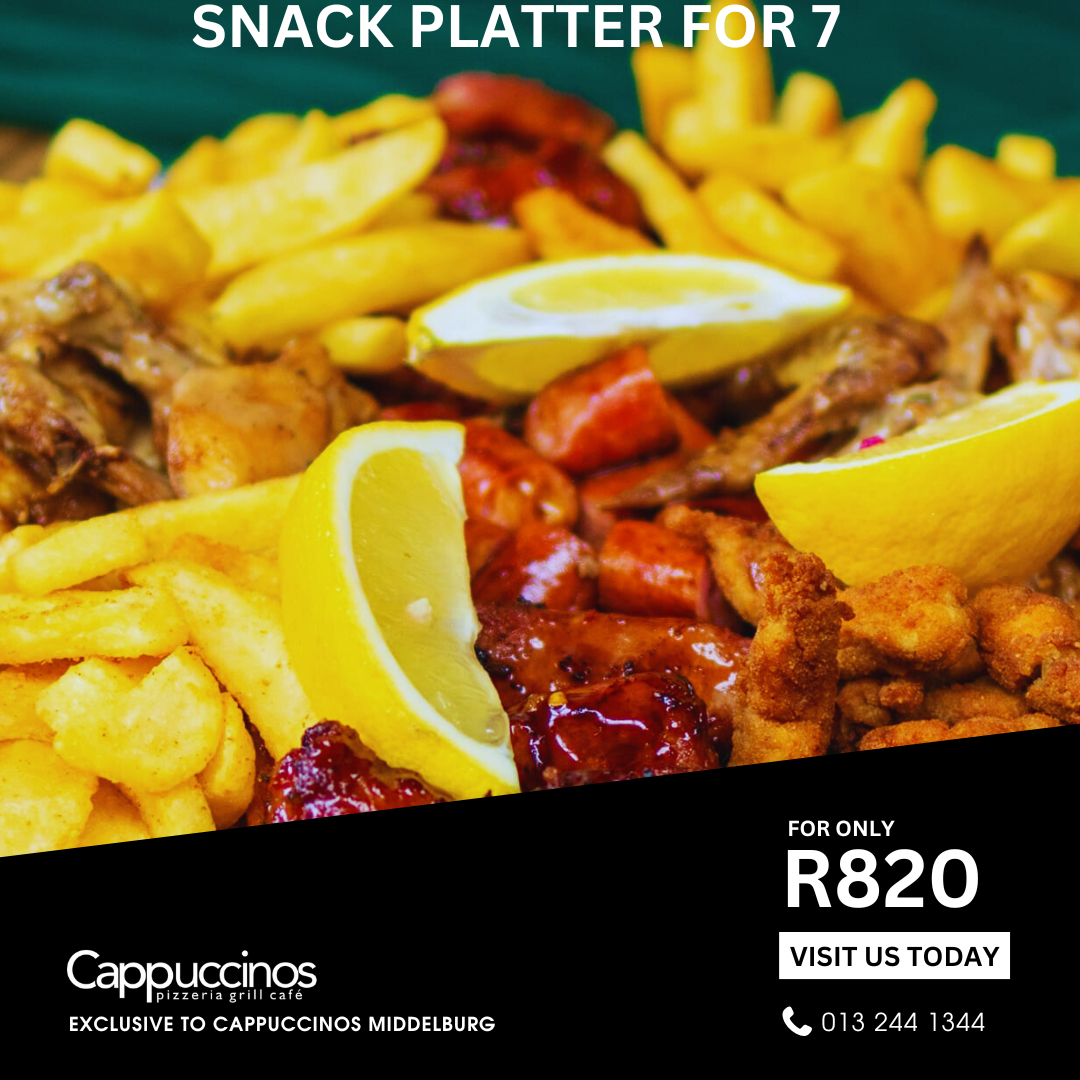 SNACK PLATTER FOR 7
FOR ONLY
R820
VISIT US TODAY
Cappuccinos
pizzeria grill café
EXCLUSIVE TO CAPPUCCINOS MIDDELBURG
013 244 1344